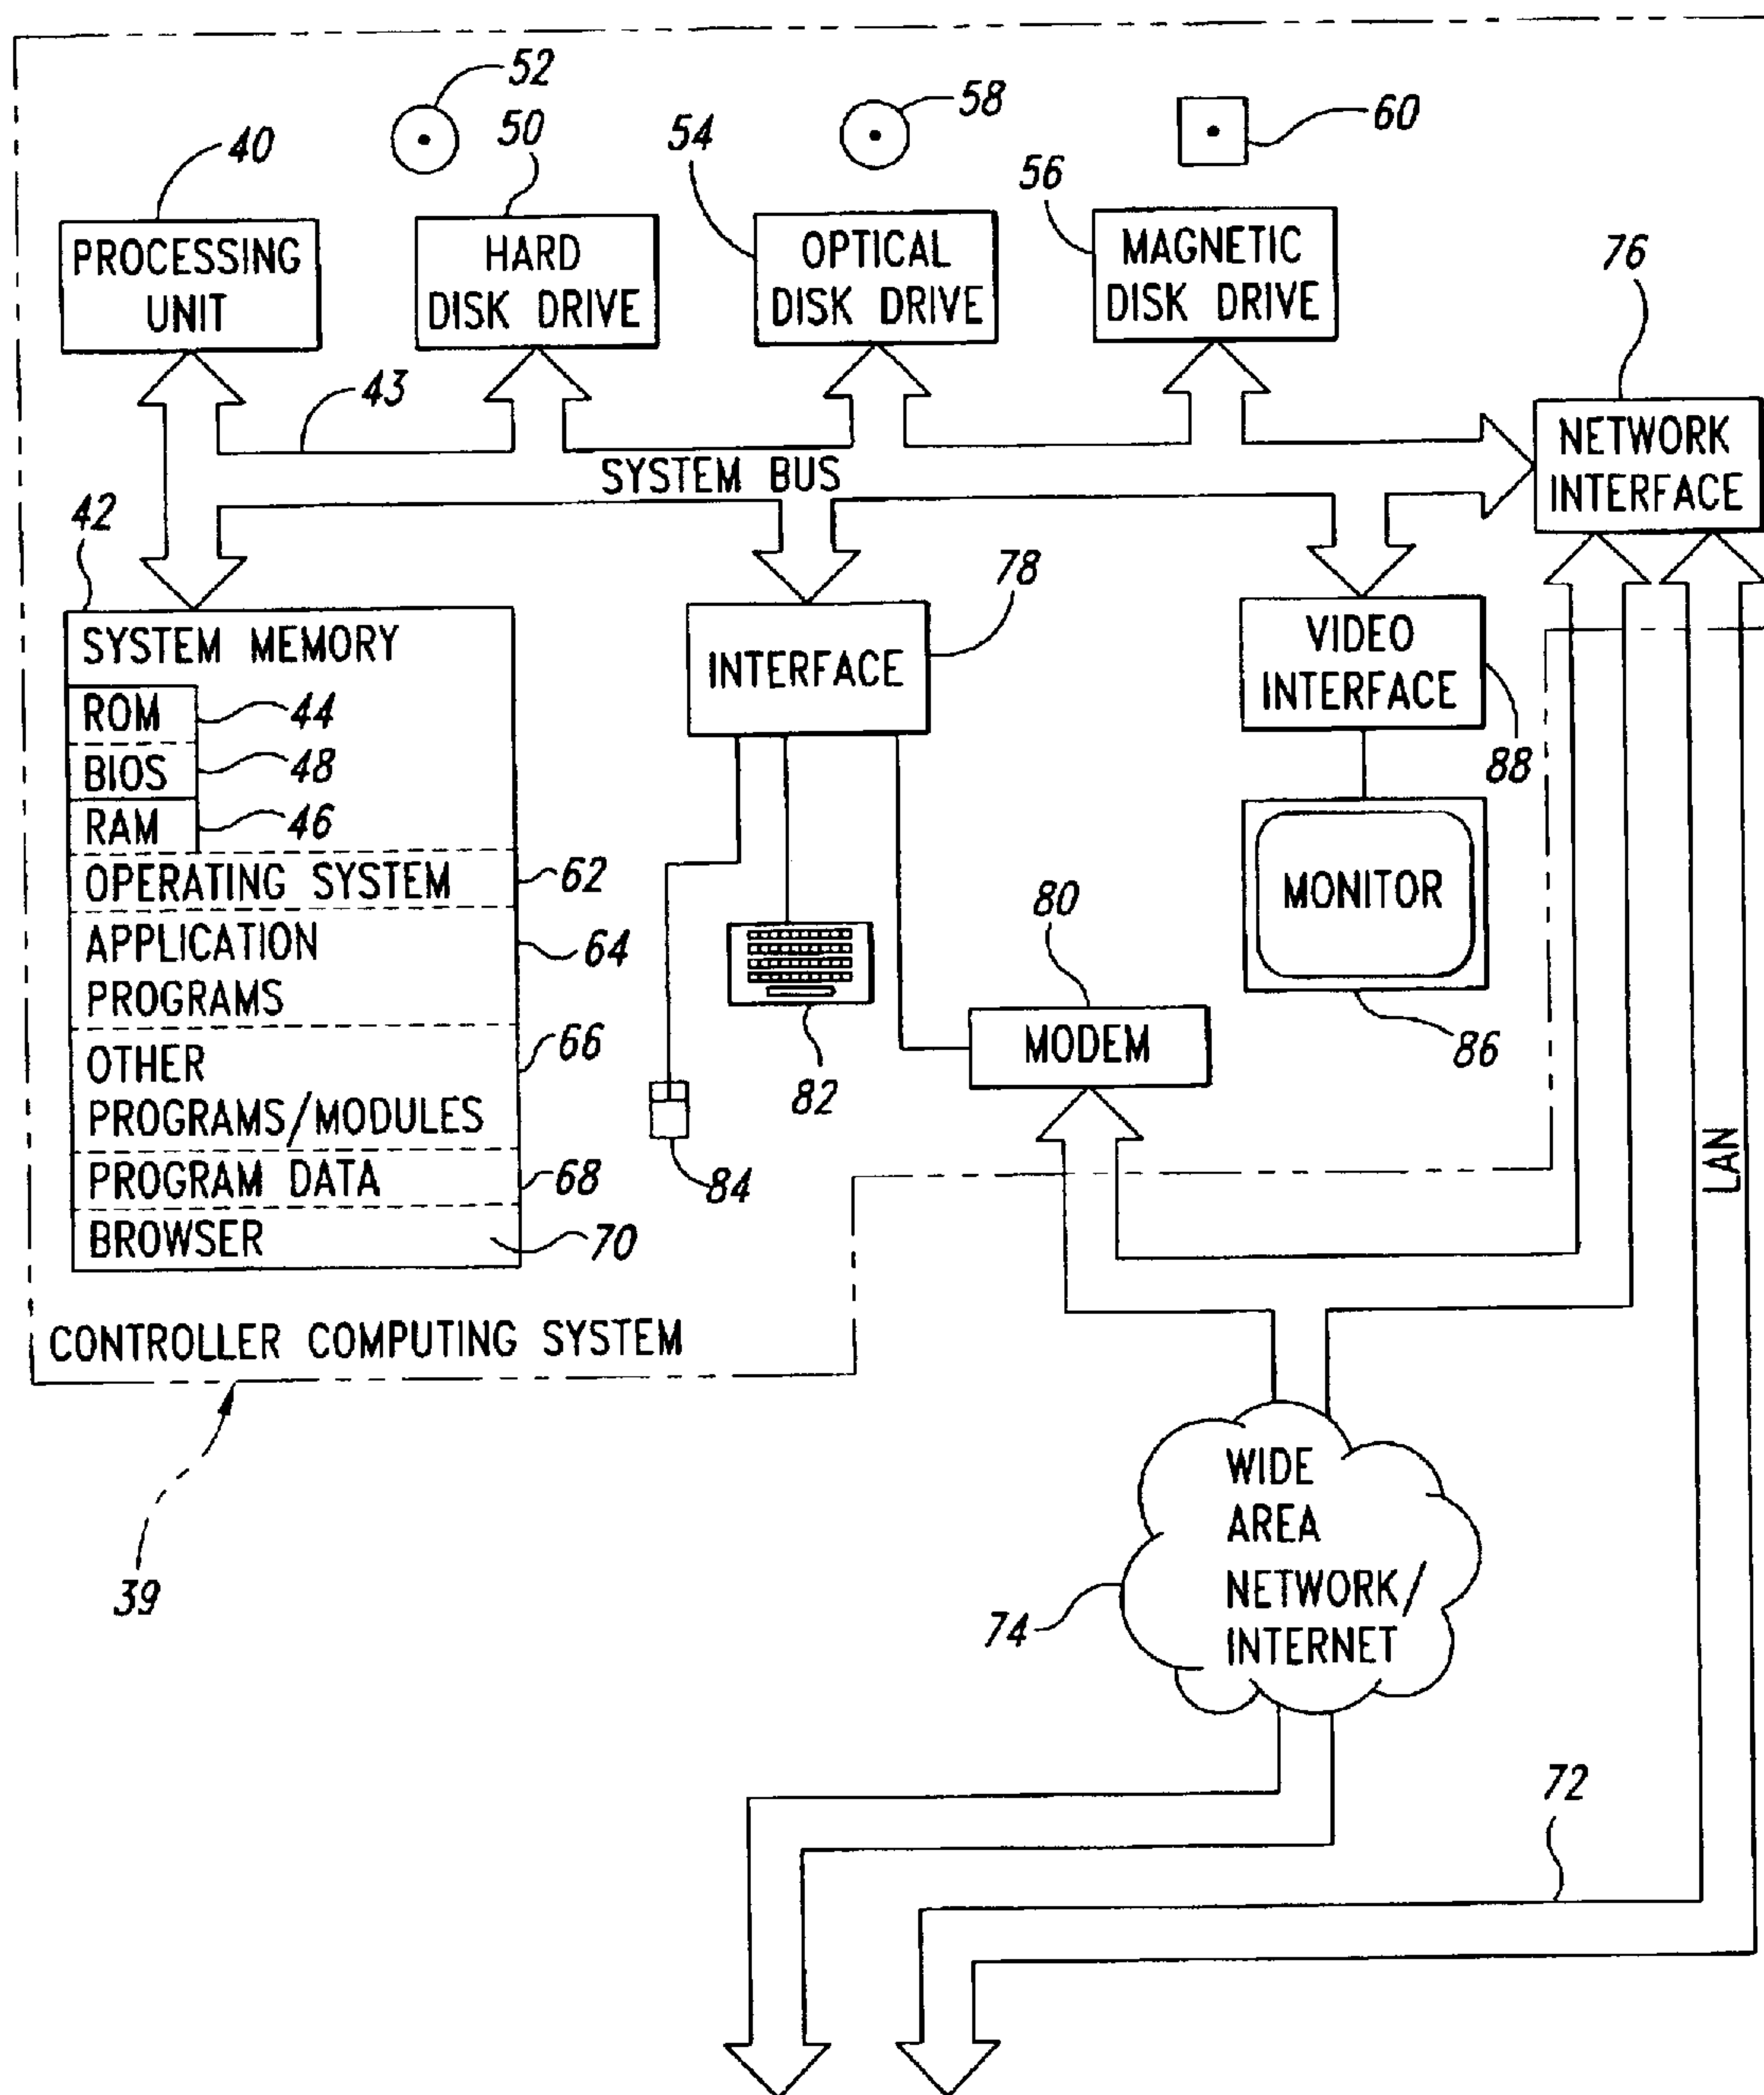 52
58
60
50
40
54
56
76
PROCESSING
UNIT
HARD
DISK DRIVE
OPTICAL
DISK DRIVE
MAGNETIC
DISK DRIVE
43
NETWORK
INTERFACE
SYSTEM BUS
42
78
SYSTEM MEMORY
ROM
44
BIOS
48
RAM
46
OPERATING SYSTEM
62
APPLICATION
PROGRAMS
64
OTHER
PROGRAMS/MODULES
66
PROGRAM DATA
68
BROWSER
70
INTERFACE
VIDEO
INTERFACE
88
MONITOR
86
80
MODEM
82
84
LAN
CONTROLLER COMPUTING SYSTEM
39
WIDE
AREA
NETWORK/
INTERNET
74
72